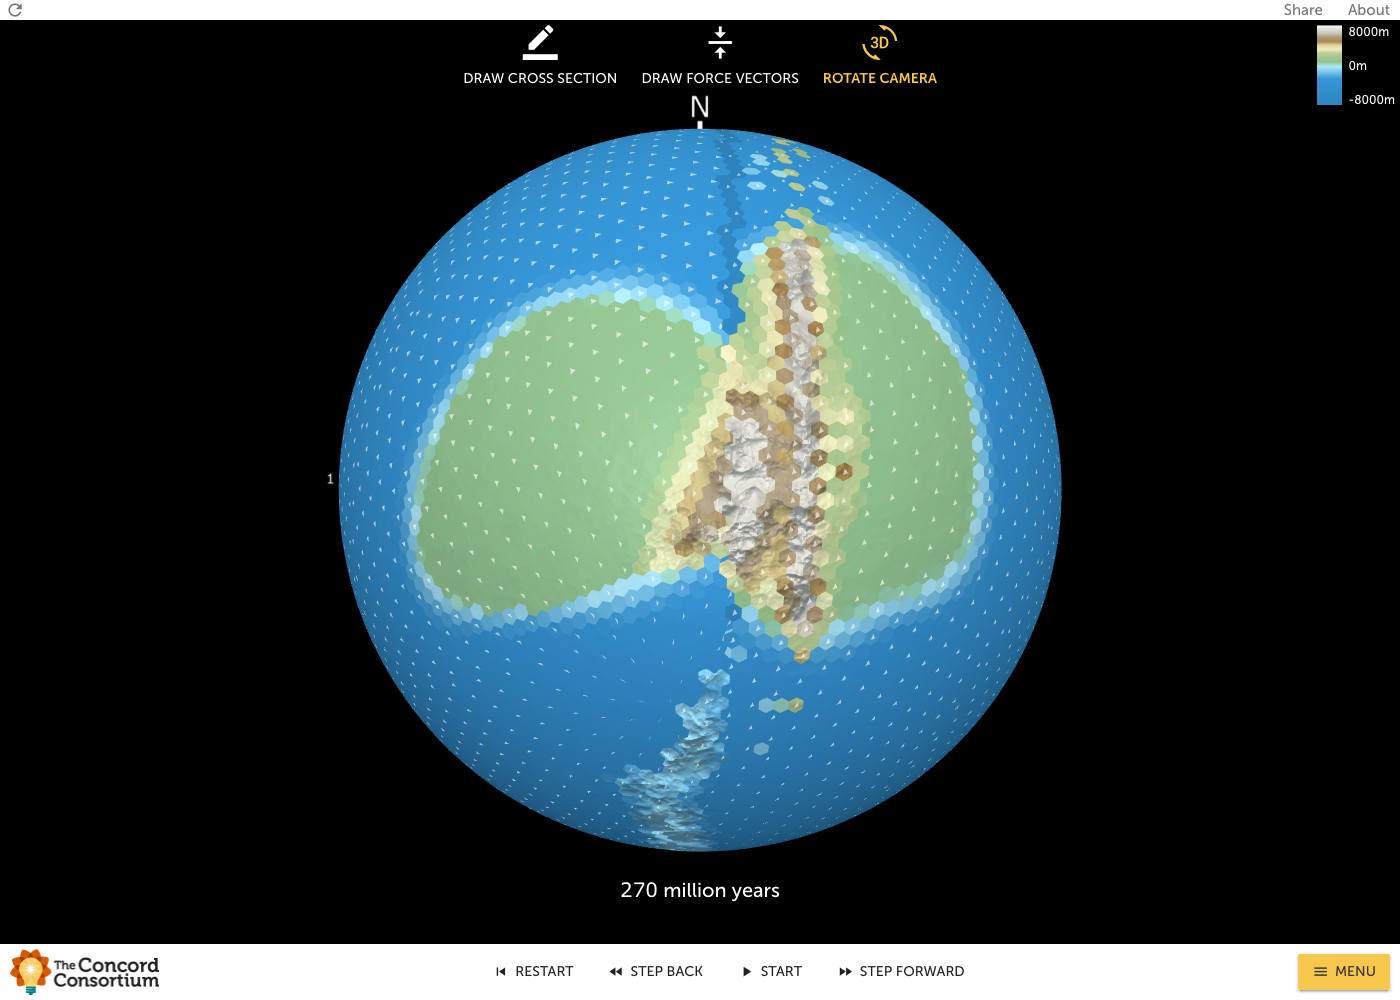 Share About
8000m
0m
-8000m
3D
DRAW CROSS SECTION DRAW FORCE VECTORS ROTATE CAMERA
N
1
270 million years
The Concord
Consortium
RESTART STEP BACK START STEP FORWARD
MENU